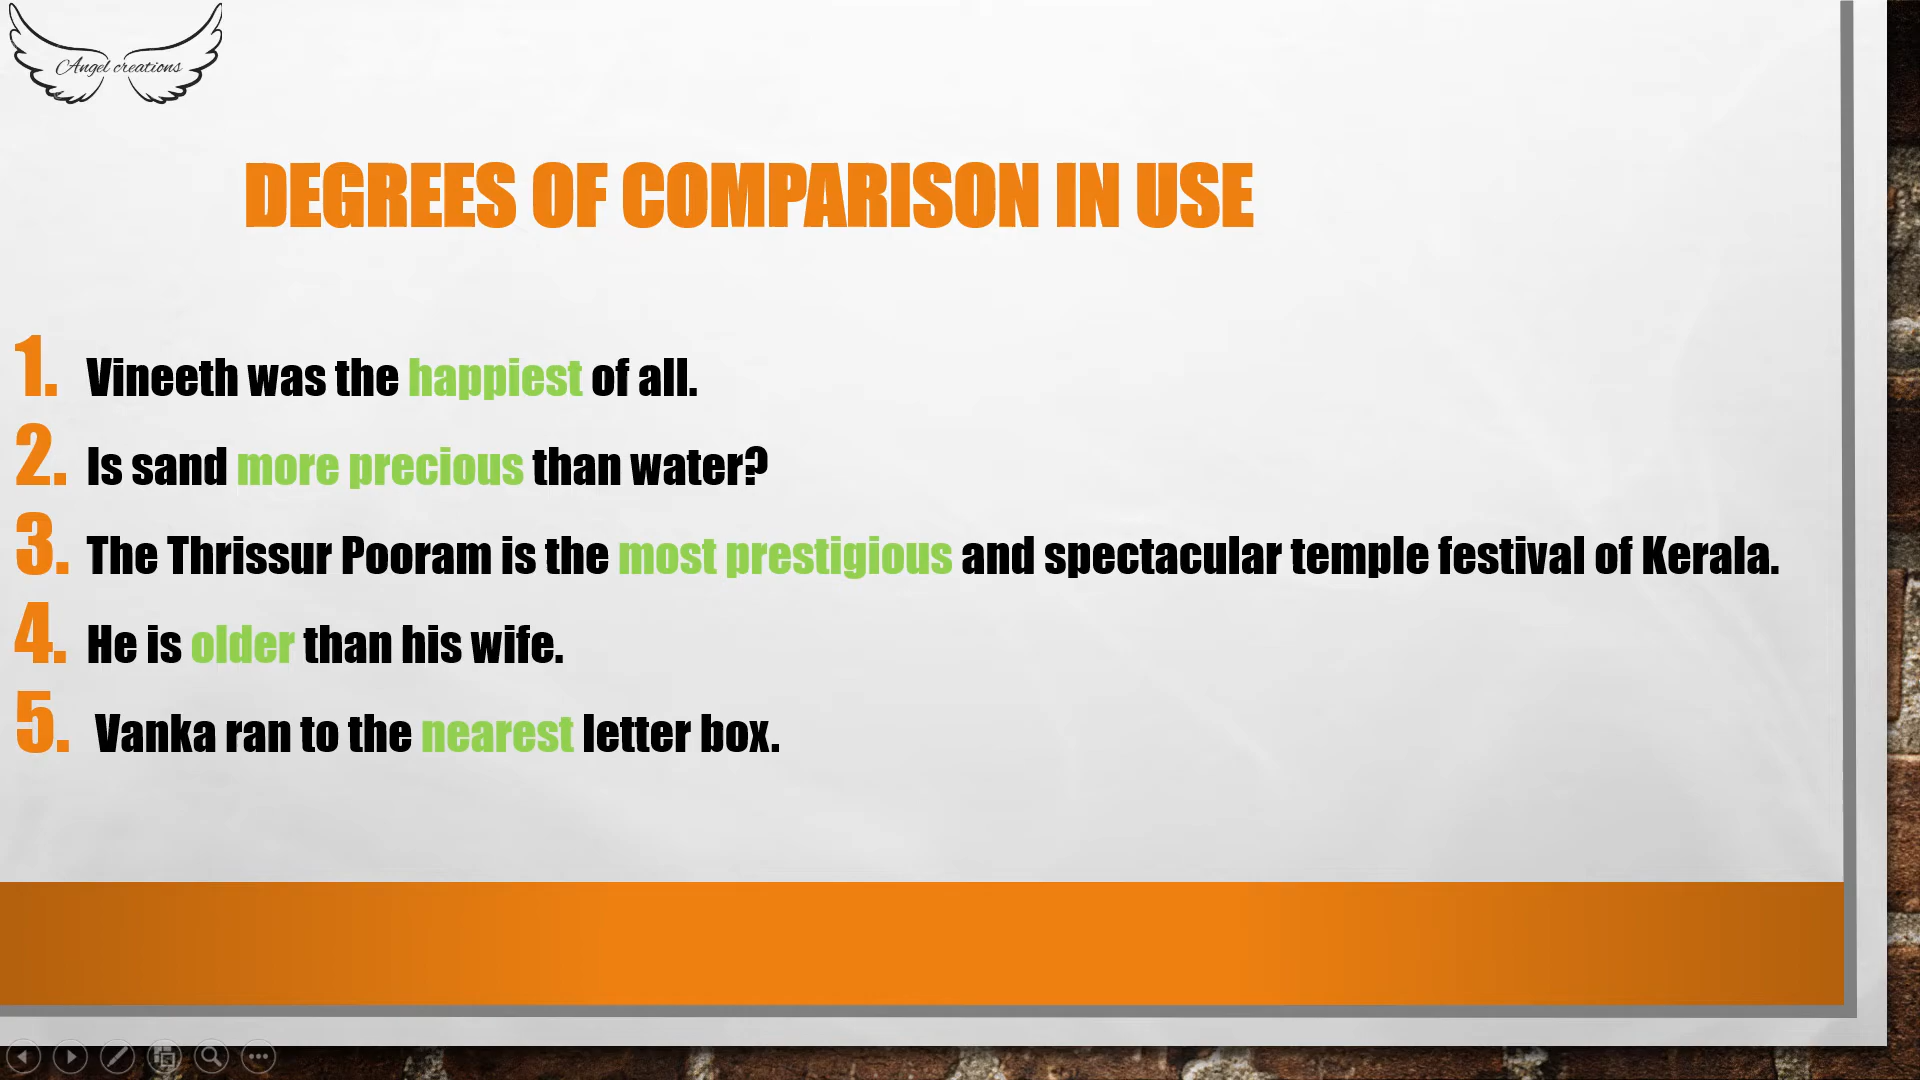 Angel creations
DEGREES OF COMPARISON IN USE
1. Vineeth was the happiest of all.
2. Is sand more precious than water?
3. The Thrissur Pooram is the most prestigious and spectacular temple festival of Kerala.
4. He is older than his wife.
5. Vanka ran to the nearest letter box.